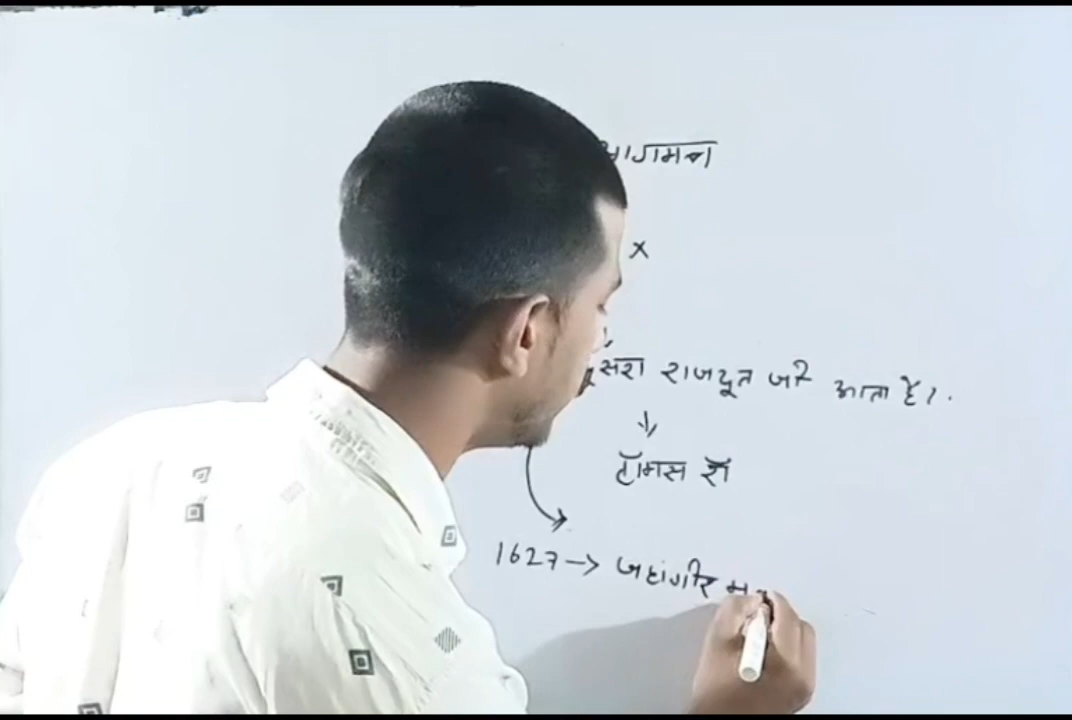 आगमन
x
दूसरा राजदूत जो आता है।.
टॉमस रो
1627 → जहांगीर